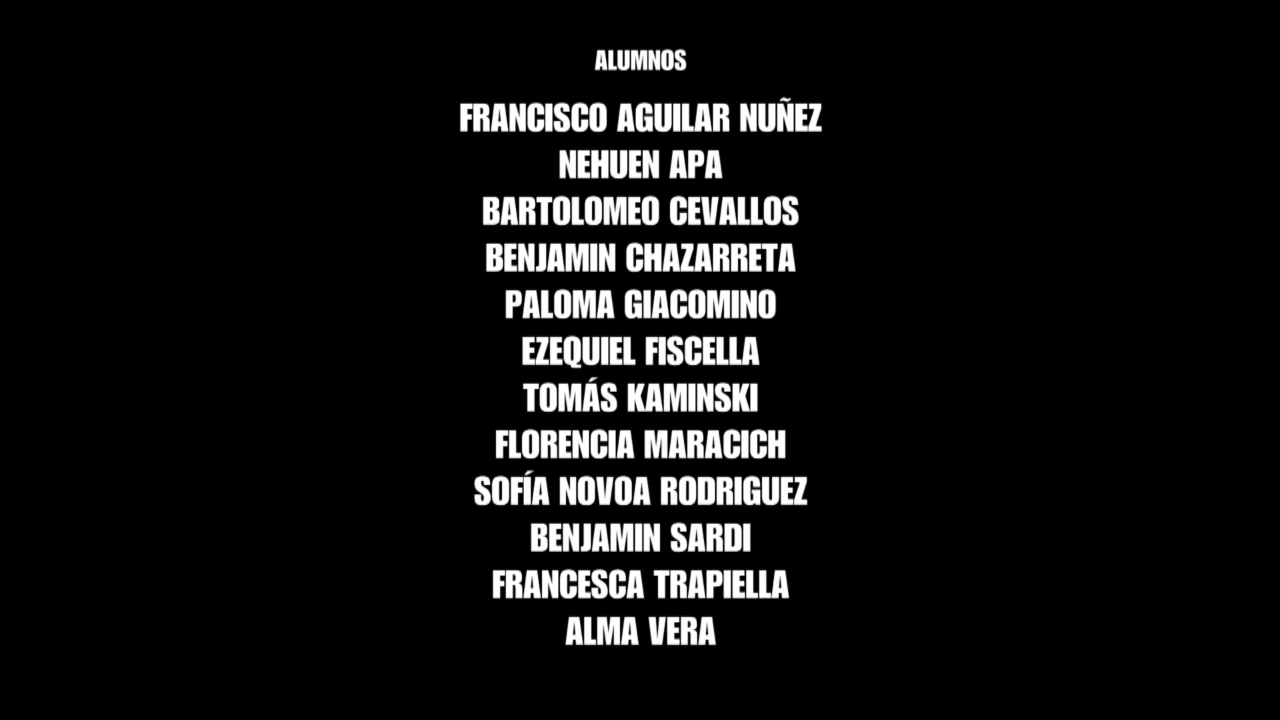 ALUMNOS
FRANCISCO AGUILAR NUÑEZ
NEHUEN APA
BARTOLOMEO CEVALLOS
BENJAMIN CHAZARRETA
PALOMA GIACOMINO
EZEQUIEL FISCELLA
TOMÁS KAMINSKI
FLORENCIA MARACICH
SOFÍA NOVOA RODRIGUEZ
BENJAMIN SARDI
FRANCESCA TRAPIELLA
ALMA VERA